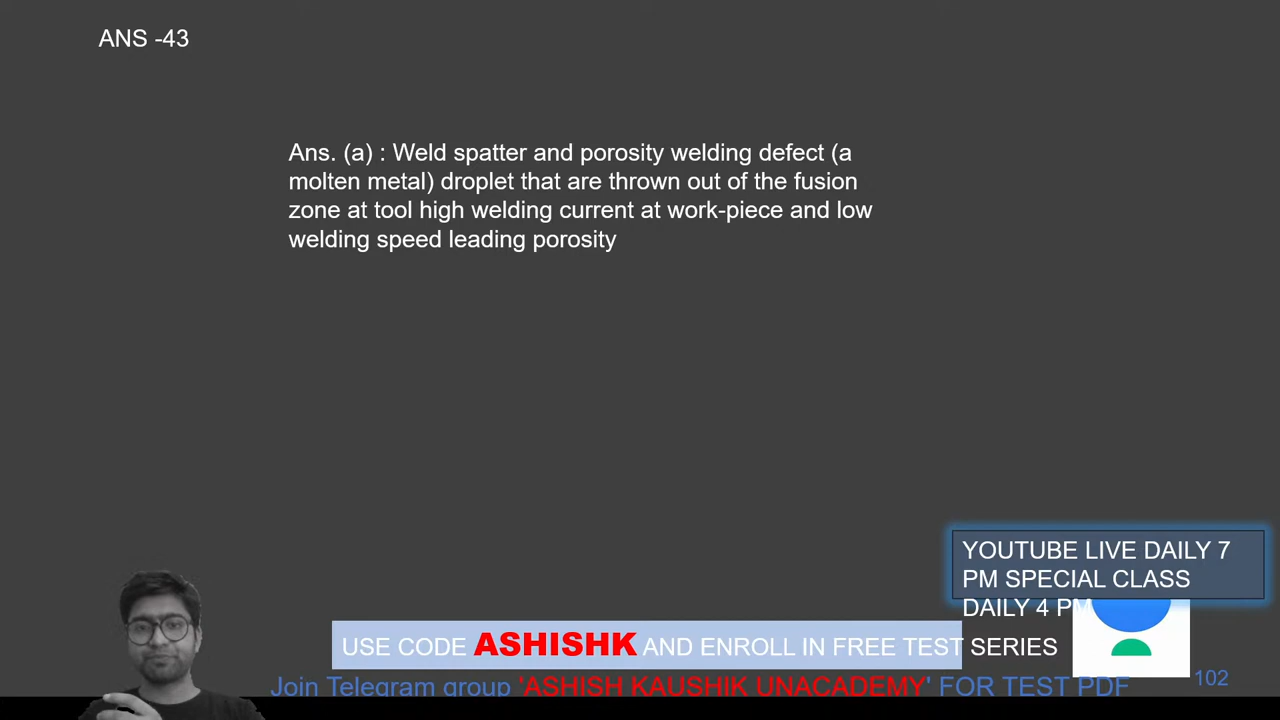 ANS -43
Ans. (a) : Weld spatter and porosity welding defect (a
molten metal) droplet that are thrown out of the fusion
zone at tool high welding current at work-piece and low
welding speed leading porosity
YOUTUBE LIVE DAILY 7
PM SPECIAL CLASS
DAILY 4 PM
USE CODE ASHISHK AND ENROLL IN FREE TEST SERIES
Join Telegram group 'ASHISH KAUSHIK UNACADEMY' FOR TEST PDF
102